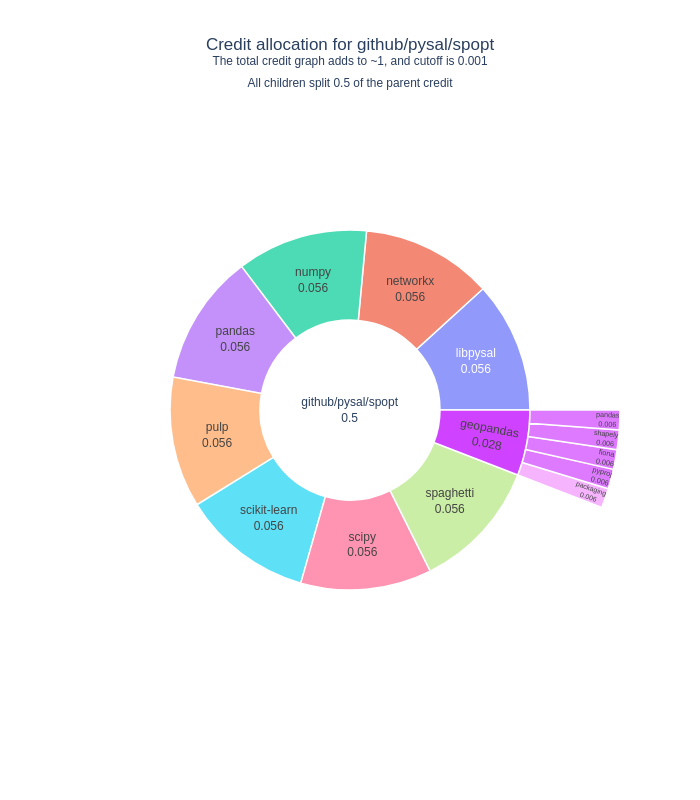 Credit allocation for github/pysal/spopt
The total credit graph adds to ~1, and cutoff is 0.001
All children split 0.5 of the parent credit
numpy
0.056
networkx
0.056
pandas
0.056
libpysal
0.056
github/pysal/spopt
0.5
pulp
0.056
geopandas
0.028
pandas
0.006
shapely
0.006
fiona
0.006
pyproj
0.006
packaging
0.006
scikit-learn
0.056
spaghetti
0.056
scipy
0.056